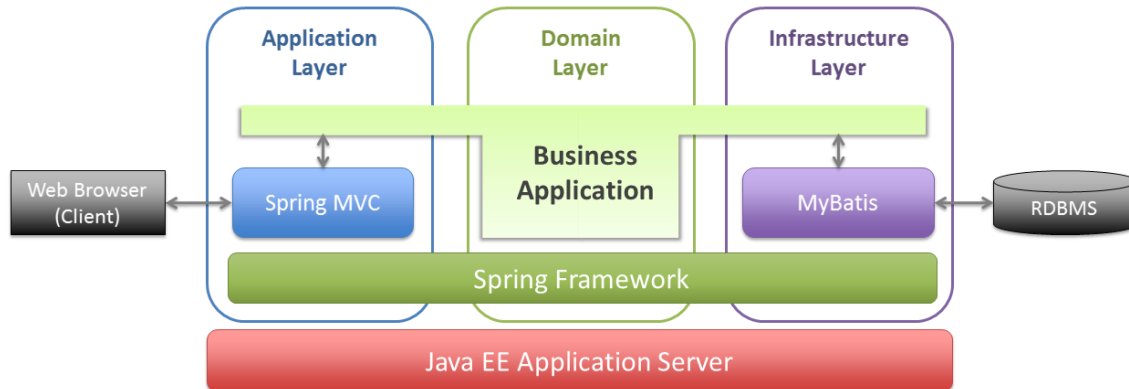 Application
Layer
Domain
Layer
Infrastructure
Layer
Business
Application
Web Browser
(Client)
Spring MVC
MyBatis
RDBMS
Spring Framework
Java EE Application Server